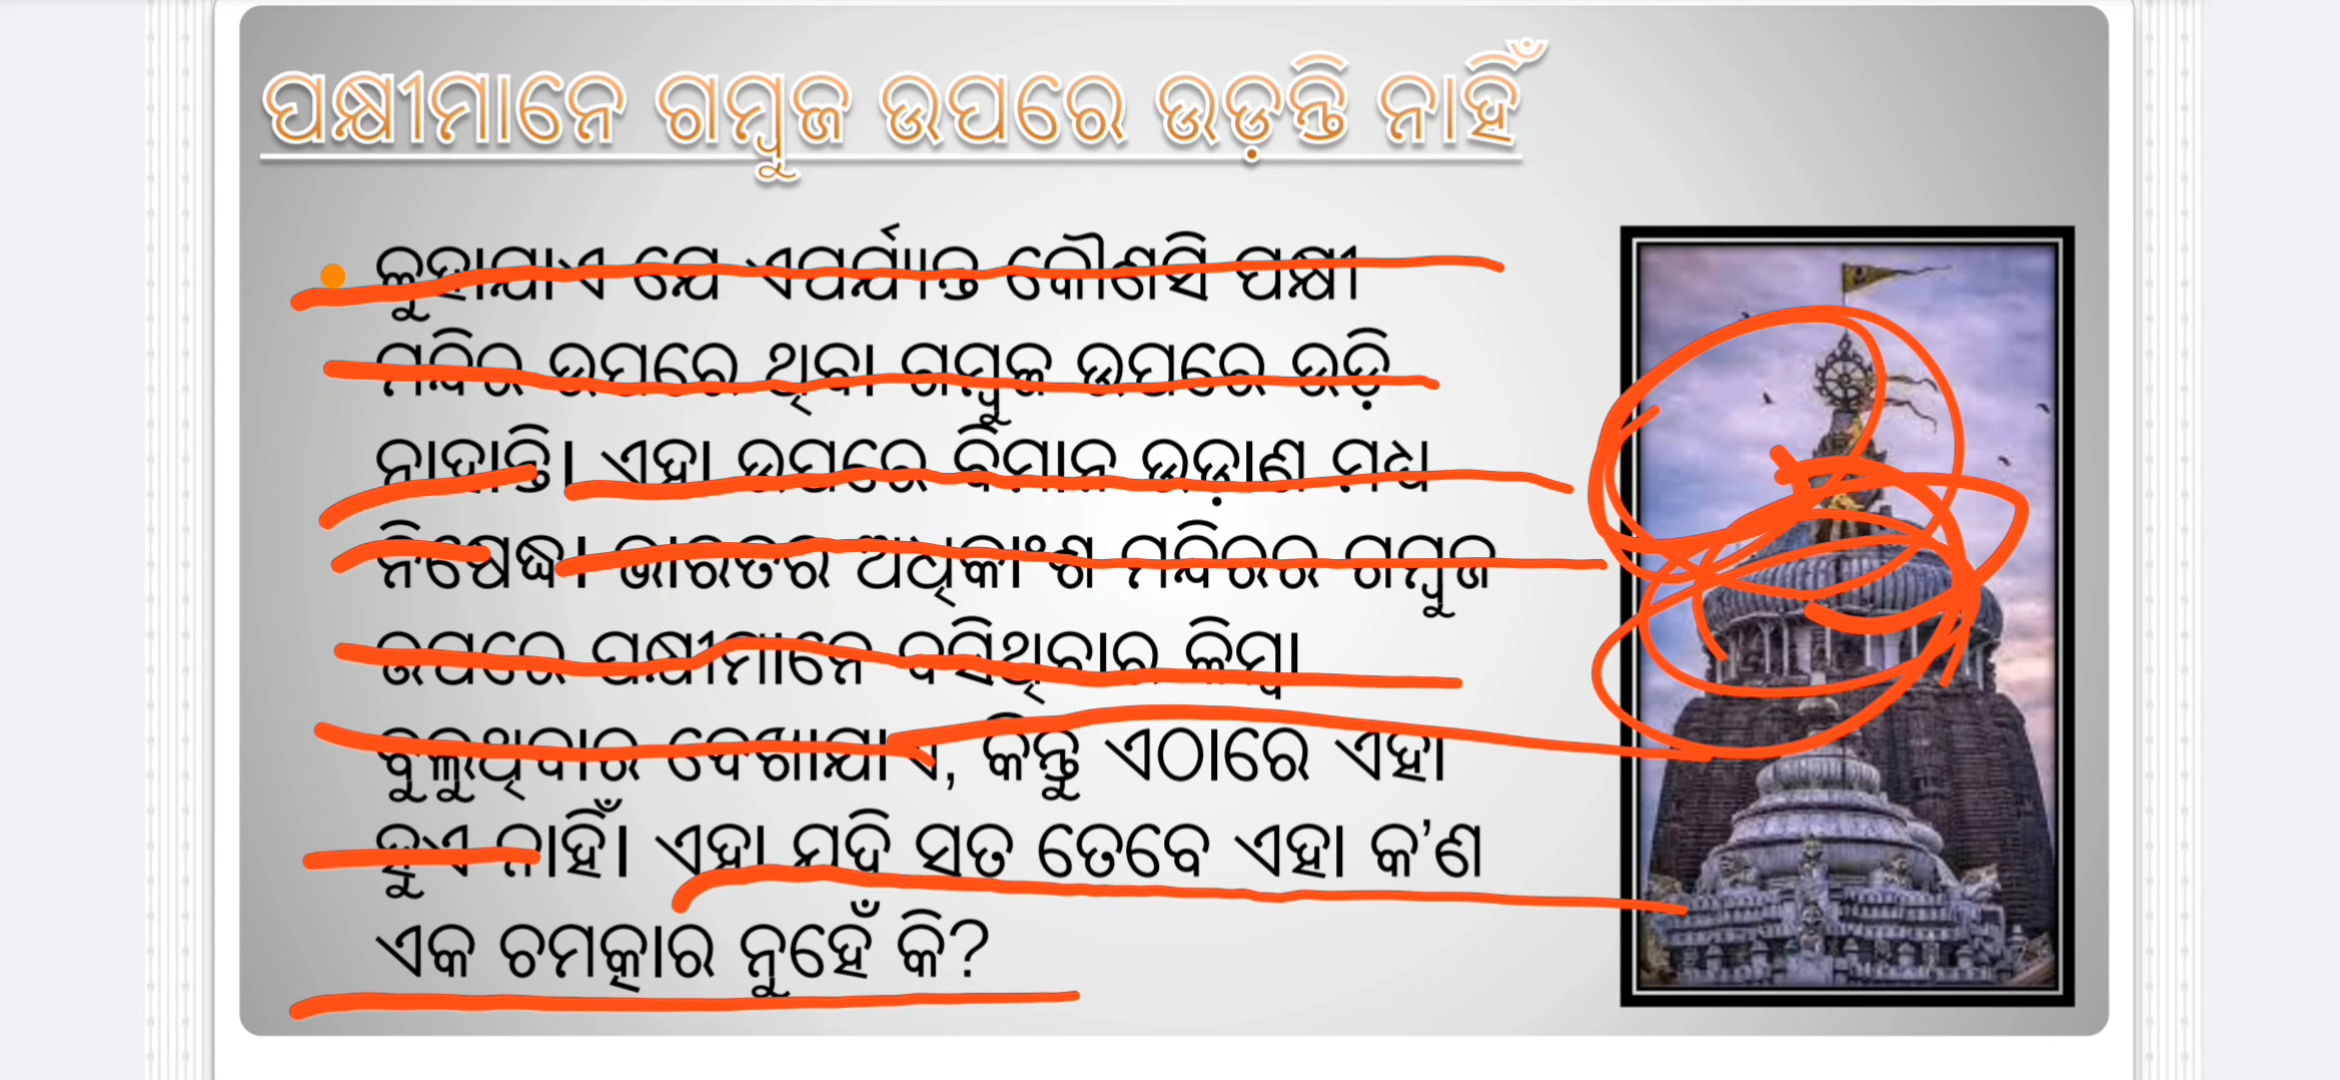 ପକ୍ଷୀମାନେ ଗମ୍ବୁଜ ଉପରେ ଉଡ଼ନ୍ତି ନାହିଁ
କୁହାଯାଏ ଯେ ଏପର୍ଯ୍ୟାନ୍ତ କୌଣସି ପକ୍ଷୀ
ମନ୍ଦିର ଉପରେ ଥିବା ଗମ୍ବୁଜ ଉପରେ ଉଡ଼ି
ନାହାନ୍ତି। ଏହା ଉପରେ ବିମାନ ଉଡ଼ାଣ ମଧ୍ୟ
ନିଷେଦ୍ଧ। ଭାରତର ଅଧିକାଂଶ ମନ୍ଦିରର ଗମ୍ବୁଜ
ଉପରେ ପକ୍ଷୀମାନେ ବସିଥିବାର କିମ୍ବା
ବୁଲୁଥିବାର ଦେଖାଯାଏ, କିନ୍ତୁ ଏଠାରେ ଏହା
ହୁଏ ନାହିଁ। ଏହା ଯଦି ସତ ତେବେ ଏହା କ'ଣ
ଏକ ଚମତ୍କାର ନୁହେଁ କି?